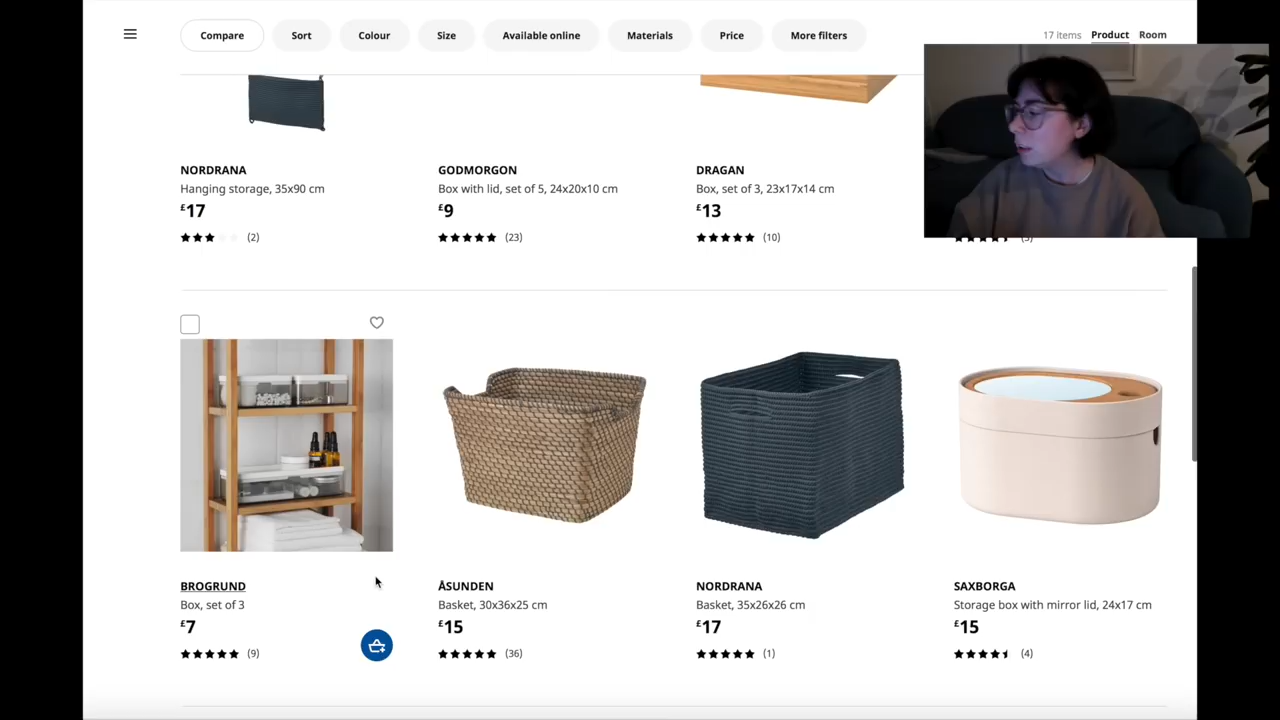 Compare
Sort
Colour
Size
Available online
Materials
Price
More filters
17 items
Product
Room
NORDRANA
Hanging storage, 35x90 cm
£17
(2)
GODMORGON
Box with lid, set of 5, 24x20x10 cm
£9
(23)
DRAGAN
Box, set of 3, 23x17x14 cm
£13
(10)
BROGRUND
Box, set of 3
£7
(9)
ÅSUNDEN
Basket, 30x36x25 cm
£15
(36)
NORDRANA
Basket, 35x26x26 cm
£17
(1)
SAXBORGA
Storage box with mirror lid, 24x17 cm
£15
(4)